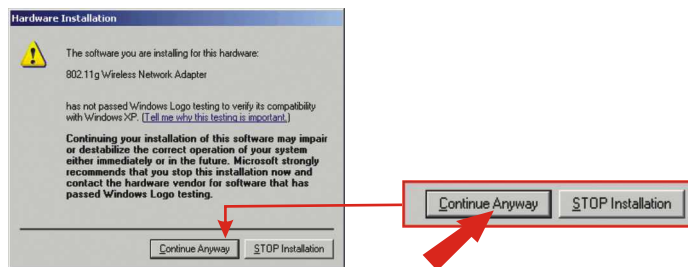 Hardware Installation
The software you are installing for this hardware:
802.11g Wireless Network Adapter
has not passed Windows Logo testing to verify its compatibility
with Windows XP. (Tell me why this testing is important.)
Continuing your installation of this software may impair
or destabilize the correct operation of your system
either immediately or in the future. Microsoft strongly
recommends that you stop this installation now and
contact the hardware vendor for software that has
passed Windows Logo testing.
Continue Anyway
STOP Installation
Continue Anyway
STOP Installation